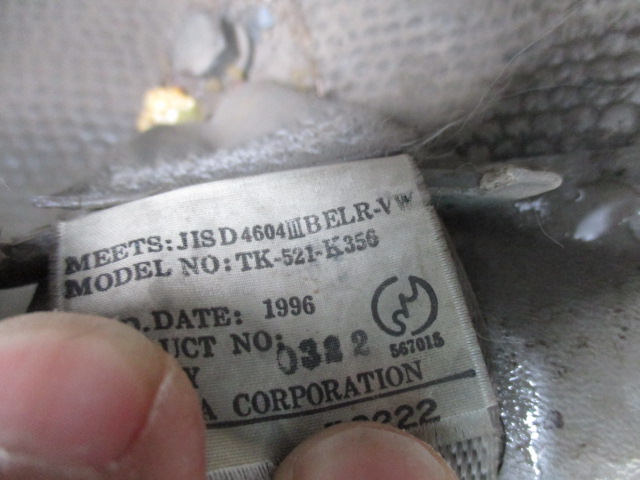 MEETS: JIS D 4604 III BELR-VW
MODEL NO: TK-521-K356
D. DATE: 1996
UCT NO:
0322
567015
Y
A CORPORATION